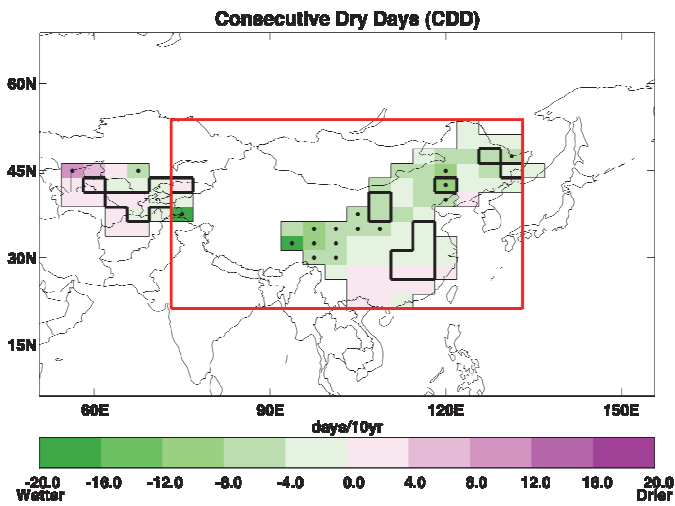 Consecutive Dry Days (CDD)
60N
45N
30N
15N
60E 90E 120E 150E
days/10yr
-20.0 -16.0 -12.0 -8.0 -4.0 0.0 4.0 8.0 12.0 16.0 20.0
Wetter Drier